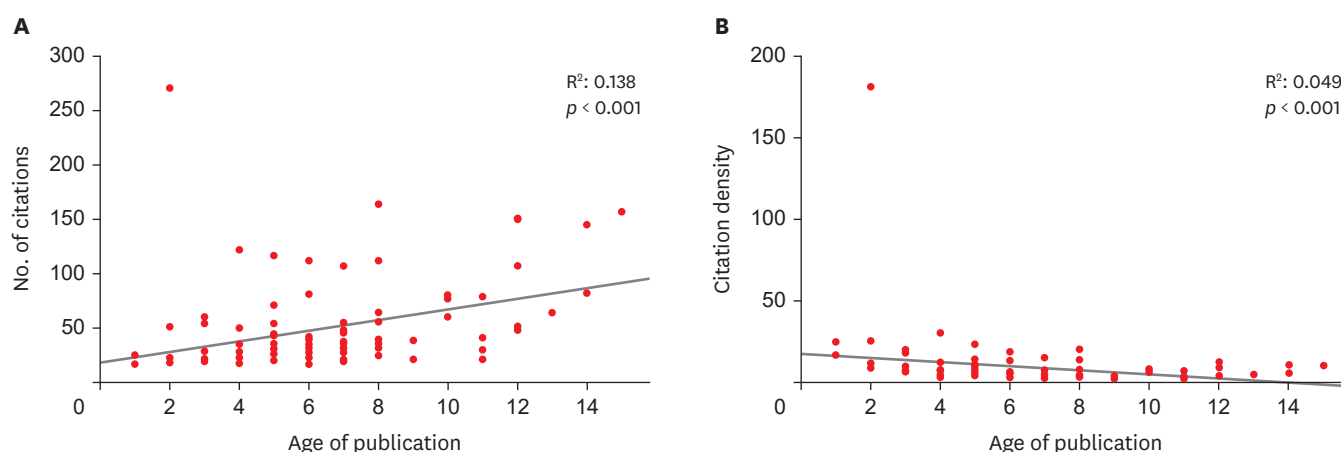 A
300
250
200
150
100
50
0
2
4
6
8
10
12
14
No. of citations
Age of publication
R²: 0.138
p < 0.001
B
200
150
100
50
0
2
4
6
8
10
12
14
Citation density
Age of publication
R²: 0.049
p < 0.001